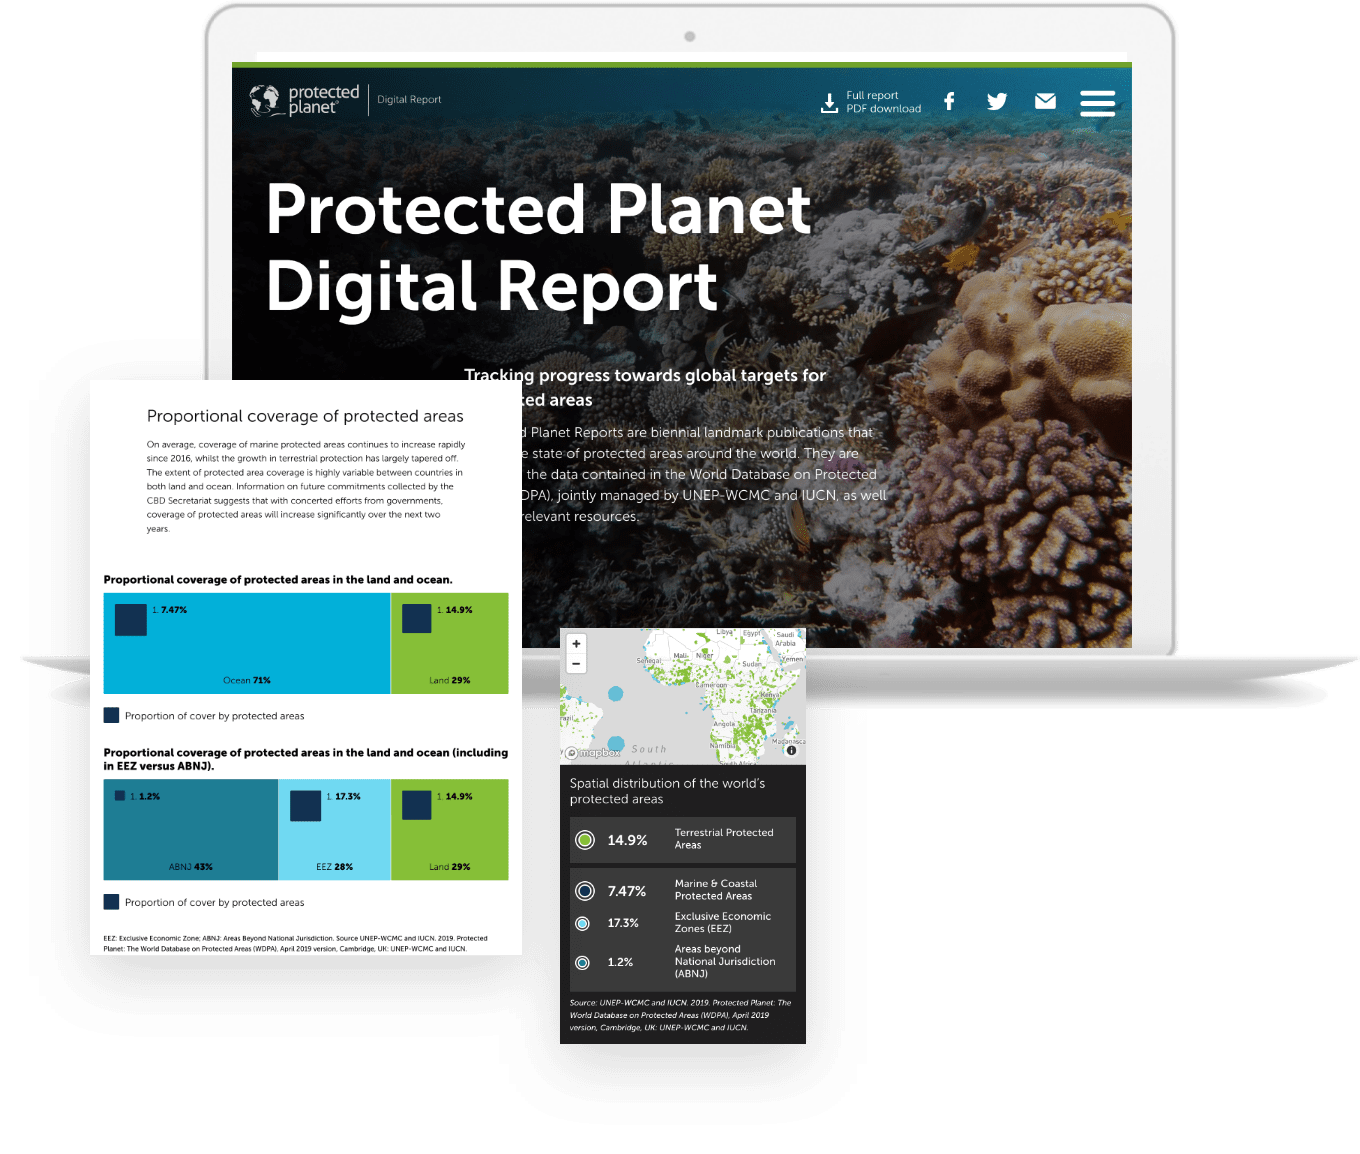 protected
planet®
Digital Report
Full report
PDF download
Protected Planet
Digital Report
Tracking progress towards global targets for
ed areas
d Planet Reports are biennial landmark publications that
e state of protected areas around the world. They are
the data contained in the World Database on Protected
DPA), jointly managed by UNEP-WCMC and IUCN, as well
relevant resources.
Proportional coverage of protected areas
On average, coverage of marine protected areas continues to increase rapidly
since 2016, whilst the growth in terrestrial protection has largely tapered off.
The extent of protected area coverage is highly variable between countries in
both land and ocean. Information on future commitments collected by the
CBD Secretariat suggests that with concerted efforts from governments,
coverage of protected areas will increase significantly over the next two
years.
Proportional coverage of protected areas in the land and ocean.
1. 7.47%
1. 14.9%
Ocean 71%
Land 29%
Proportion of cover by protected areas
Proportional coverage of protected areas in the land and ocean (including
in EEZ versus ABNJ).
1. 1.2%
1. 17.3%
1. 14.9%
ABNJ 43%
EEZ 28%
Land 29%
Proportion of cover by protected areas
EEZ: Exclusive Economic Zone; ABNJ: Areas Beyond National Jurisdiction. Source UNEP-WCMC and IUCN. 2019. Protected
Planet: The World Database on Protected Areas (WDPA). April 2019 version, Cambridge, UK: UNEP-WCMC and IUCN.
+
−
Libya
Egypt
Saudi
Arabia
Senegal
Mali
Niger
Sudan
Yemen
Cameroon
Kenya
Tanzania
razil
Angola
Namibia
Madagasca
mapbox
South
Atlantic
South Africa
Spatial distribution of the world's
protected areas
14.9%
Terrestrial Protected
Areas
7.47%
Marine & Coastal
Protected Areas
17.3%
Exclusive Economic
Zones (EEZ)
1.2%
Areas beyond
National Jurisdiction
(ABNJ)
Source: UNEP-WCMC and IUCN. 2019. Protected Planet: The
World Database on Protected Areas (WDPA), April 2019
version, Cambridge, UK: UNEP-WCMC and IUCN.